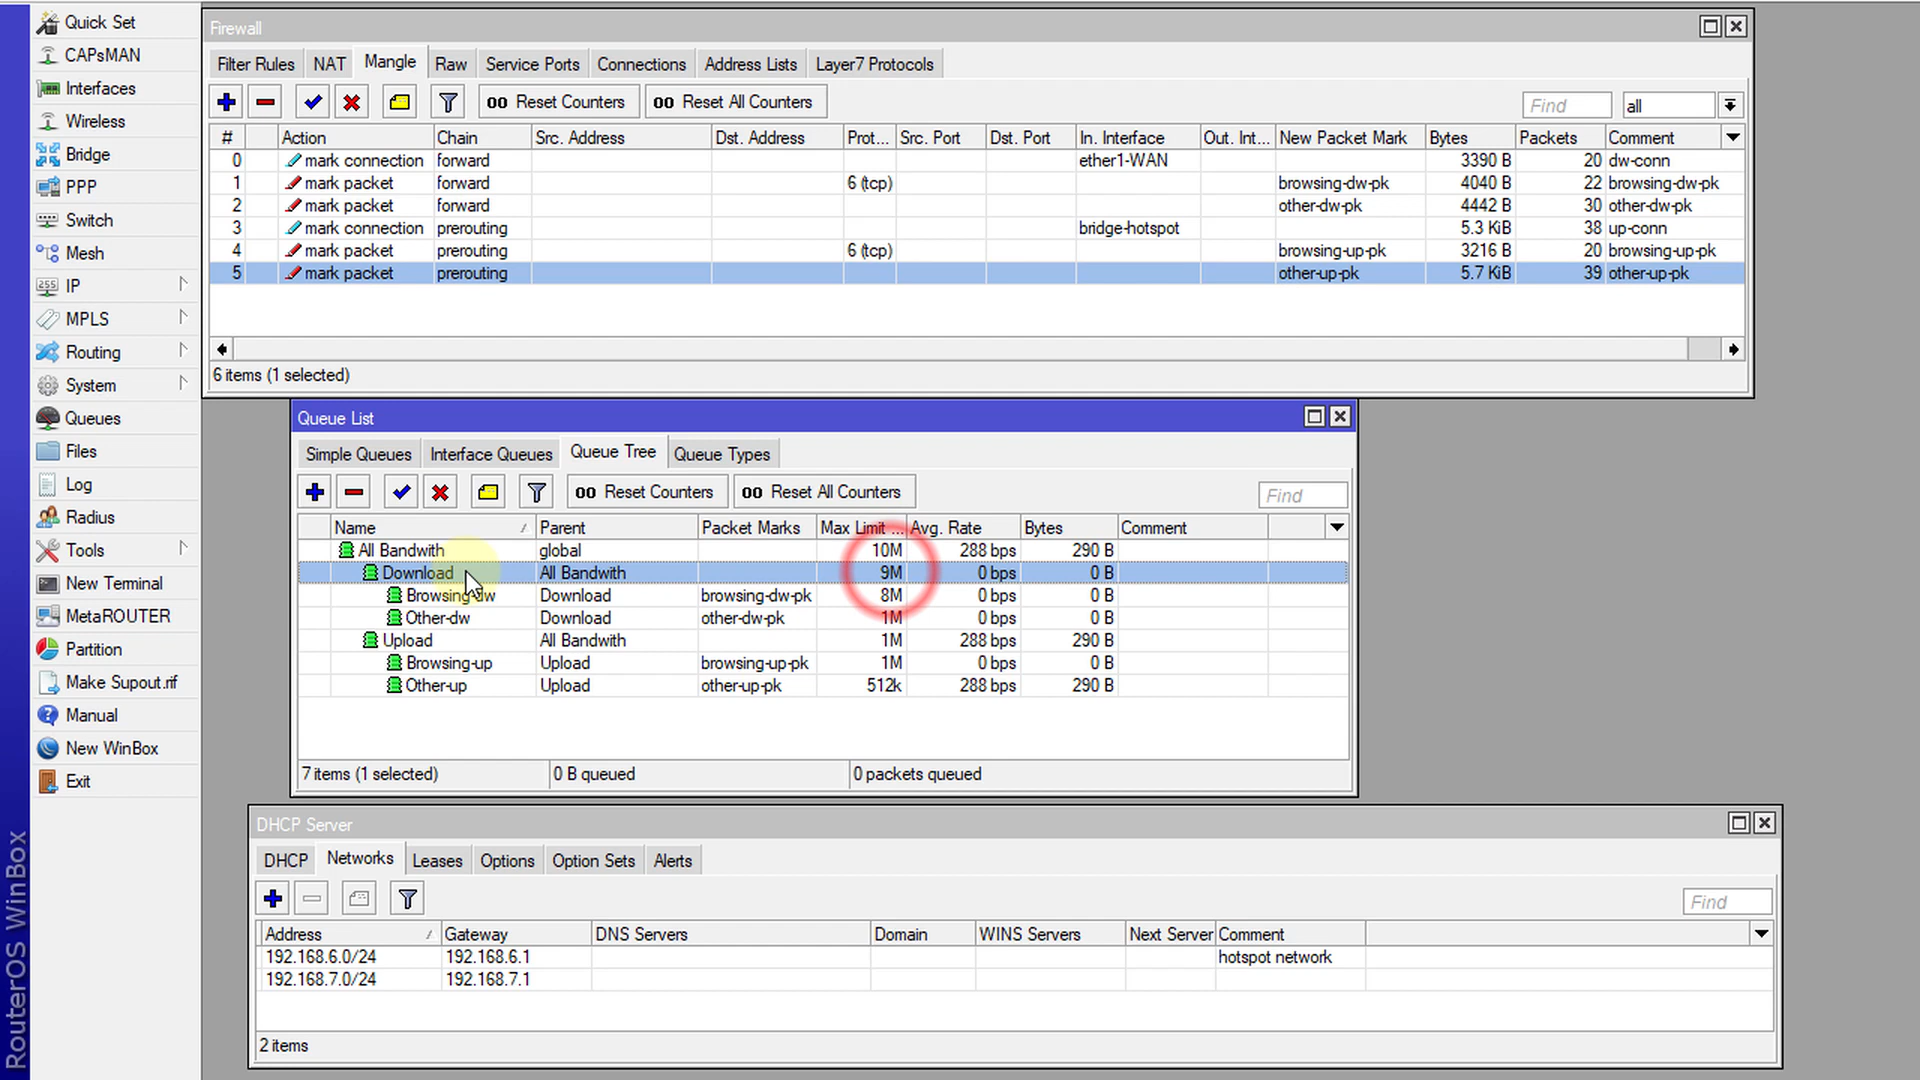 Quick Set
CAPsMAN
Interfaces
Wireless
Bridge
PPP
Switch
Mesh
IP
MPLS
Routing
System
Queues
Files
Log
Radius
Tools
New Terminal
MetaROUTER
Partition
Make Supout.rif
Manual
New WinBox
Exit
RouterOS WinBox
Firewall
Filter Rules NAT Mangle Raw Service Ports Connections Address Lists Layer7 Protocols
00 Reset Counters 00 Reset All Counters Find all
# Action Chain Src. Address Dst. Address Prot... Src. Port Dst. Port In. Interface Out. Int... New Packet Mark Bytes Packets Comment
0 mark connection forward ether1-WAN 3390 B 20 dw-conn
1 mark packet forward 6 (tcp) browsing-dw-pk 4040 B 22 browsing-dw-pk
2 mark packet forward other-dw-pk 4442 B 30 other-dw-pk
3 mark connection prerouting bridge-hotspot 5.3 KiB 38 up-conn
4 mark packet prerouting 6 (tcp) browsing-up-pk 3216 B 20 browsing-up-pk
5 mark packet prerouting other-up-pk 5.7 KiB 39 other-up-pk
6 items (1 selected)
Queue List
Simple Queues Interface Queues Queue Tree Queue Types
00 Reset Counters 00 Reset All Counters Find
Name Parent Packet Marks Max Limit ... Avg. Rate Bytes Comment
All Bandwith global 10M 288 bps 290 B
Download All Bandwith 9M 0 bps 0 B
Browsing-dw Download browsing-dw-pk 8M 0 bps 0 B
Other-dw Download other-dw-pk 1M 0 bps 0 B
Upload All Bandwith 1M 288 bps 290 B
Browsing-up Upload browsing-up-pk 1M 0 bps 0 B
Other-up Upload other-up-pk 512k 288 bps 290 B
7 items (1 selected) 0 B queued 0 packets queued
DHCP Server
DHCP Networks Leases Options Option Sets Alerts
Find
Address Gateway DNS Servers Domain WINS Servers Next Server Comment
192.168.6.0/24 192.168.6.1 hotspot network
192.168.7.0/24 192.168.7.1
2 items